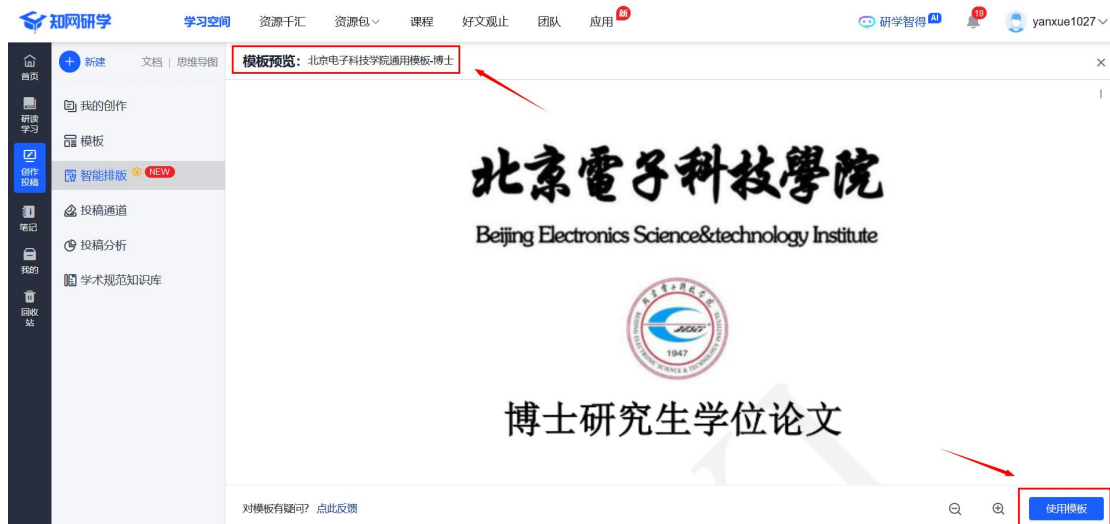 知网研学 学习空间 资源千汇 资源包 课程 好文观止 团队 应用 新 研学智得 AI 18 yanxue1027
首页
研读学习
创作投稿
笔记
我的
回收站
新建 文档 | 思维导图
我的创作
模板
智能排版 NEW
投稿通道
投稿分析
学术规范知识库
模板预览：北京电子科技学院通用模板-博士
北京電子科技學院
Beijing Electronics Science&technology Institute
1947
博士研究生学位论文
对模板有疑问？ 点此反馈
使用模板